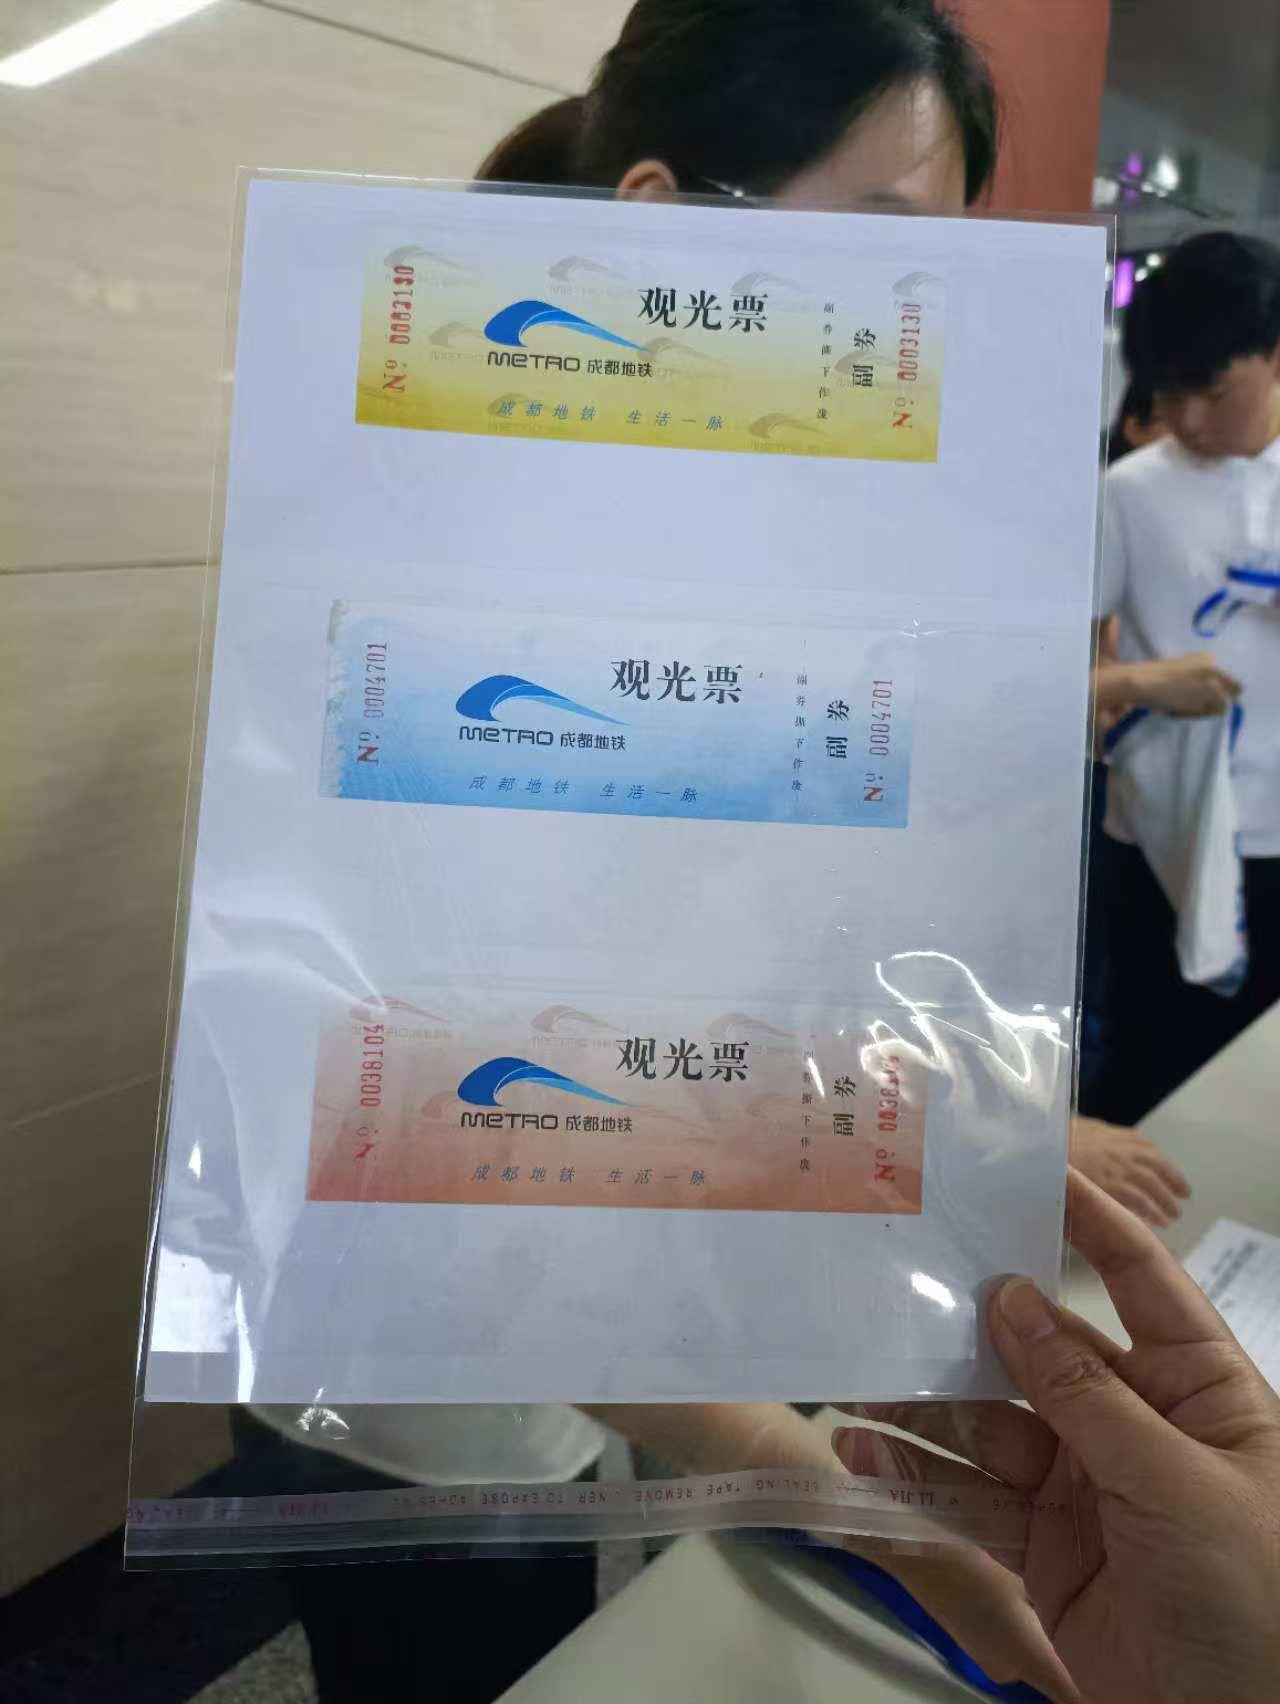 观光票
METRO 成都地铁
成都地铁 生活一脉
副券撕下作废
副券
No. 0003130
No. 0003130
观光票
METRO 成都地铁
成都地铁 生活一脉
副券撕下作废
副券
No. 0004701
No. 0004701
观光票
METRO 成都地铁
成都地铁 生活一脉
副券撕下作废
副券
No. 0038104